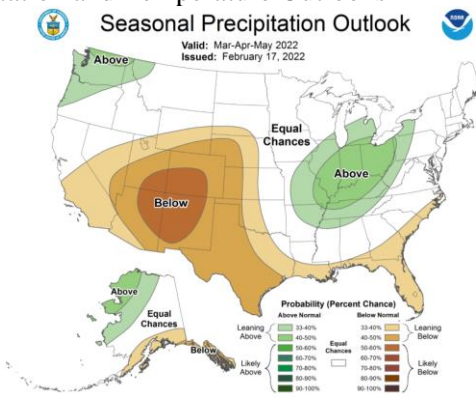 Seasonal Precipitation Outlook
Valid: Mar-Apr-May 2022
Issued: February 17, 2022
Above
Equal
Chances
Above
Below
Above
Equal
Chances
Below
Probability (Percent Chance)
Above Normal
Below Normal
Leaning
Above
33-40%
40-50%
Equal
Chances
33-40%
40-50%
Leaning
Below
Likely
Above
50-60%
60-70%
70-80%
80-90%
90-100%
50-60%
60-70%
70-80%
80-90%
90-100%
Likely
Below